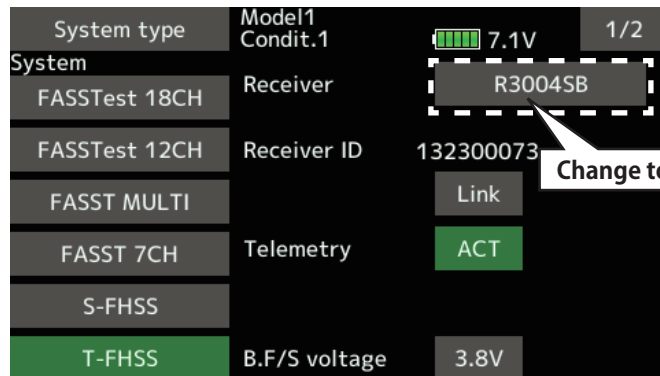 System type
Model1
Condit.1
7.1V
1/2
System
FASSTest 18CH
Receiver
R3004SB
FASSTest 12CH
Receiver ID
132300073
Change to
FASST MULTI
Link
FASST 7CH
Telemetry
ACT
S-FHSS
T-FHSS
B.F/S voltage
3.8V